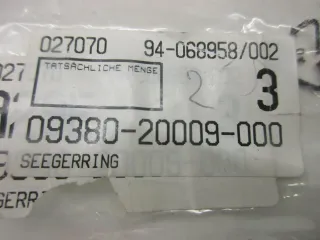 027070 94-068958/002
TATSÄCHLICHE MENGE
2 3
09380-20009-000
SEEGERRING